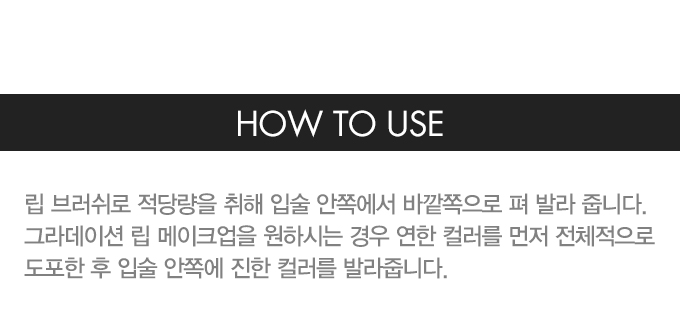 HOW TO USE
립 브러쉬로 적당량을 취해 입술 안쪽에서 바깥쪽으로 펴 발라 줍니다.
그라데이션 립 메이크업을 원하시는 경우 연한 컬러를 먼저 전체적으로
도포한 후 입술 안쪽에 진한 컬러를 발라줍니다.